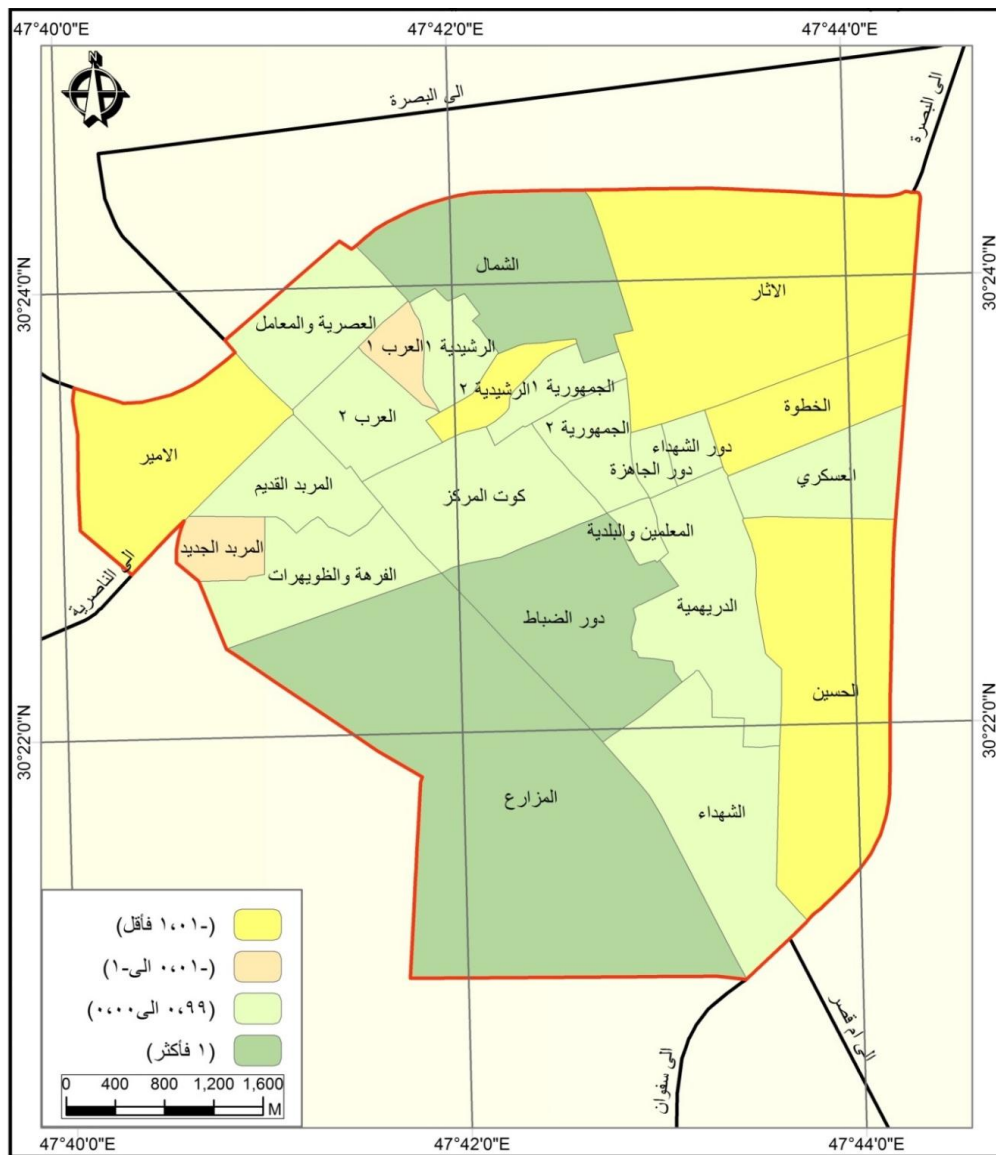 47°40'0"E
47°42'0"E
47°44'0"E
N
الى البصرة
الى البصرة
30°24'0"N
30°24'0"N
الشمال
الاثار
العصرية والمعامل
العرب ١
الرشيدية ١
الرشيدية ٢
الجمهورية ١
الخطوة
العرب ٢
الجمهورية ٢
دور الشهداء
الامير
دور الجاهزة
العسكري
المربد القديم
كوت المركز
المعلمين والبلدية
المربد الجديد
الفرهة والظويهرات
الى الناصرية
دور الضباط
الدريهمية
الحسين
30°22'0"N
30°22'0"N
المزارع
الشهداء
(-١،٠١ فأقل)
(-٠،٠١ الى-١)
(٠،٩٩ الى٠،٠٠)
(١ فأكثر)
0 400 800 1,200 1,600
M
الى سفوان
الى ام قصر
47°40'0"E
47°42'0"E
47°44'0"E